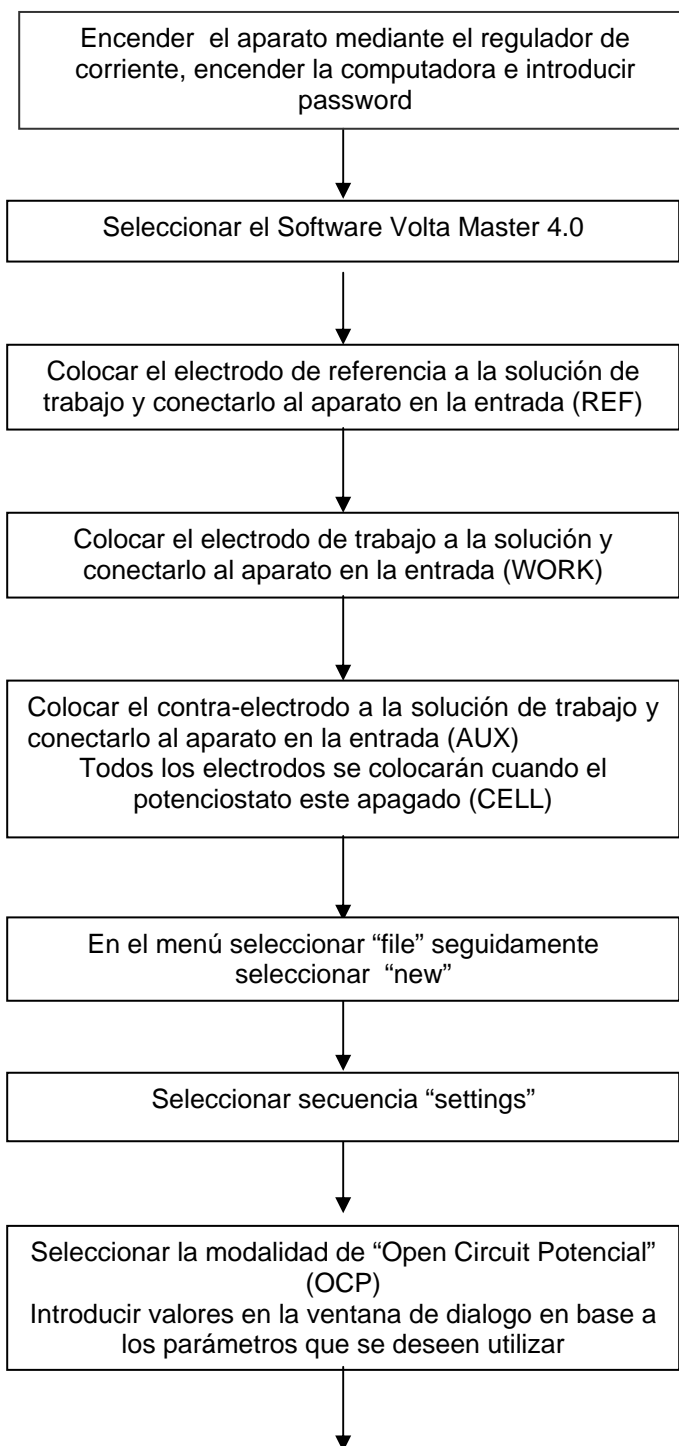 Encender el aparato mediante el regulador de
corriente, encender la computadora e introducir
password
Seleccionar el Software Volta Master 4.0
Colocar el electrodo de referencia a la solución de
trabajo y conectarlo al aparato en la entrada (REF)
Colocar el electrodo de trabajo a la solución y
conectarlo al aparato en la entrada (WORK)
Colocar el contra-electrodo a la solución de trabajo y
conectarlo al aparato en la entrada (AUX)
Todos los electrodos se colocarán cuando el
potenciostato este apagado (CELL)
En el menú seleccionar “file” seguidamente
seleccionar “new”
Seleccionar secuencia “settings”
Seleccionar la modalidad de “Open Circuit Potencial”
(OCP)
Introducir valores en la ventana de dialogo en base a
los parámetros que se deseen utilizar